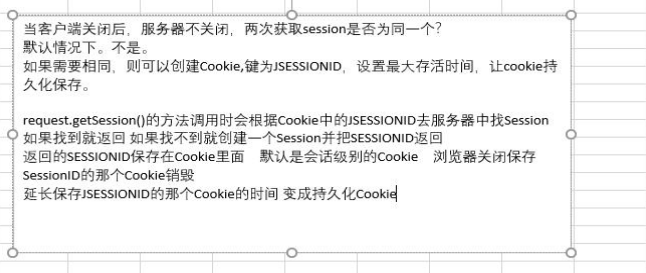 当客户端关闭后，服务器不关闭，两次获取session是否为同一个？
默认情况下。不是。
如果需要相同，则可以创建Cookie,键为JSESSIONID，设置最大存活时间，让cookie持
久化保存。
request.getSession()的方法调用时会根据Cookie中的JSESSIONID去服务器中找Session
如果找到就返回 如果找不到就创建一个Session并把SESSIONID返回
返回的SESSIONID保存在Cookie里面 默认是会话级别的Cookie 浏览器关闭保存
SessionID的那个Cookie销毁
延长保存JSESSIONID的那个Cookie的时间 变成持久化Cookie